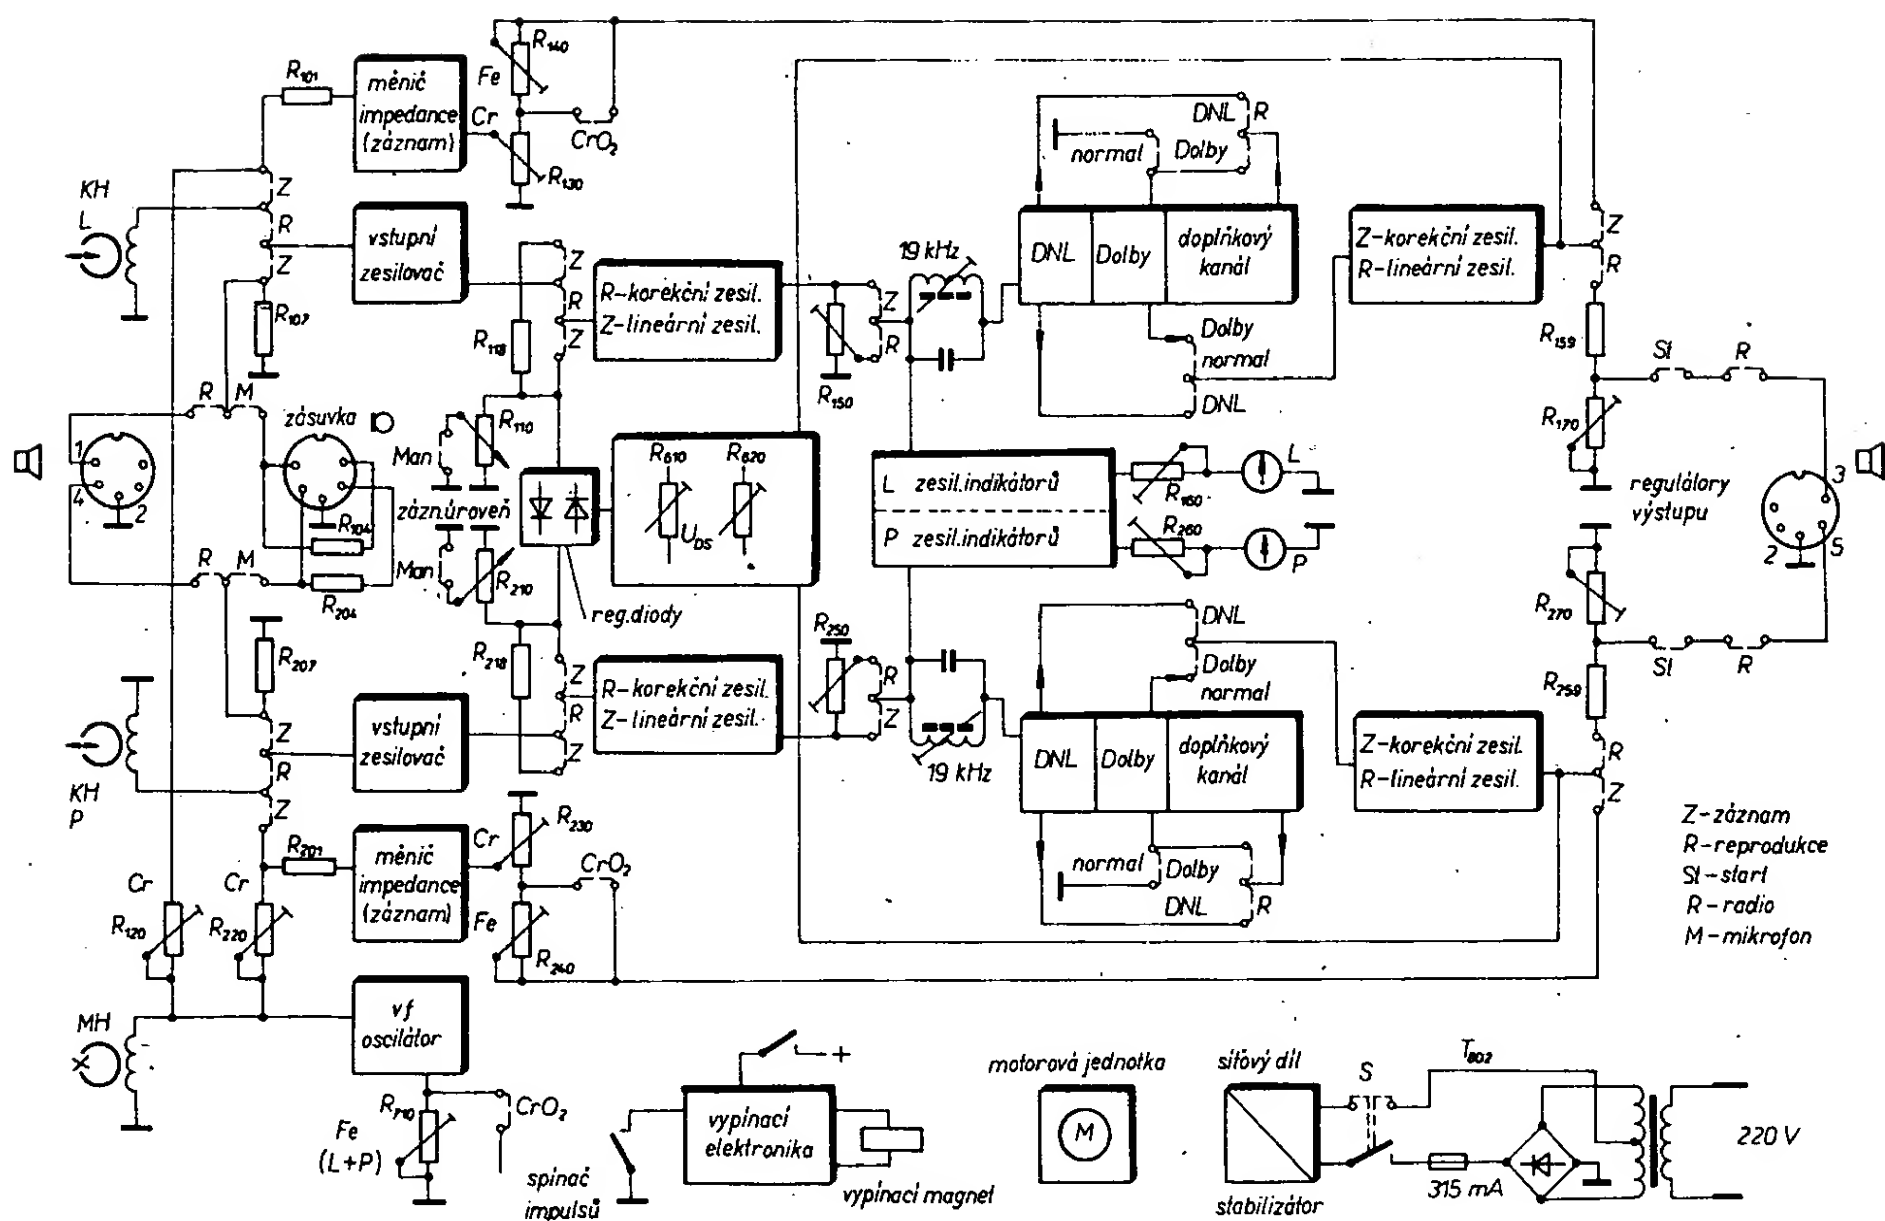 R140
R101
měnič
impedance
(záznam)
Fe
Cr
CrO2
R130
KH
L
Z
R
Z
vstupní
zesilovač
R107
R118
Z
R
Z
R-korekční zesil.
Z-lineární zesil.
R150
Z
R
19 kHz
DNL
R
normal
Dolby
DNL
Dolby
doplňkový
kanál
Dolby
normal
DNL
Z-korekční zesil.
R-lineární zesil.
Z
R
R159
St
R
R170
R
M
zásuvka
1
4
2
R104
R204
R
M
Man
R110
zázn.úroveň
Man
R210
reg.diody
R610
R620
UDS
L zesil.indikátorů
P zesil.indikátorů
R160
R260
L
P
regulátory
výstupu
3
2
5
R270
St
R
R259
R
Z
R207
R218
Z
R
Z
KH
P
Z
R
Z
vstupní
zesilovač
R-korekční zesil.
Z-lineární zesil.
R250
R
Z
19 kHz
DNL
Dolby
normal
DNL
Dolby
doplňkový
kanál
normal
Dolby
DNL
R
Z-korekční zesil.
R-lineární zesil.
R201
měnič
impedance
(záznam)
Cr
R230
CrO2
Fe
R240
Cr
Cr
R120
R220
MH
vf
oscilátor
R710
Fe
(L+P)
CrO2
Z-záznam
R-reprodukce
St-start
R-radio
M-mikrofon
+
spínač
impulsů
vypínací
elektronika
vypínací magnet
motorová jednotka
M
síťový díl
stabilizátor
S
T802
315 mA
220 V